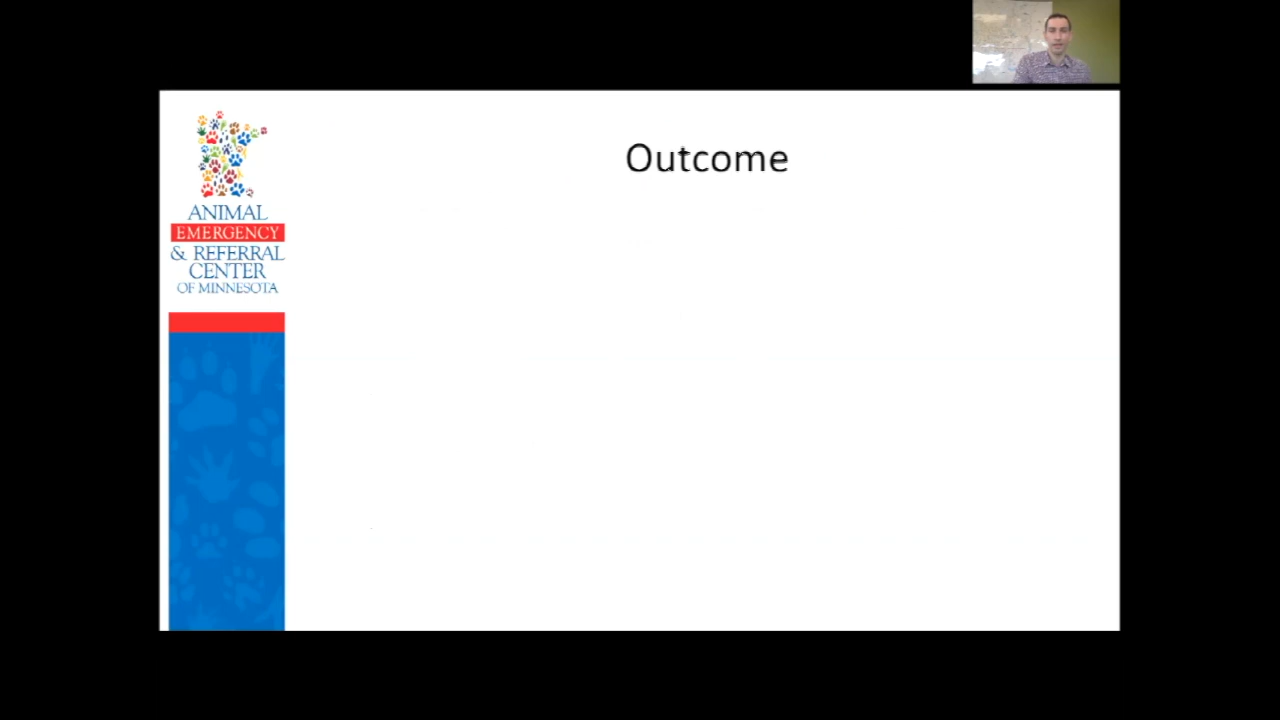 Outcome
ANIMAL
EMERGENCY
& REFERRAL
CENTER
OF MINNESOTA